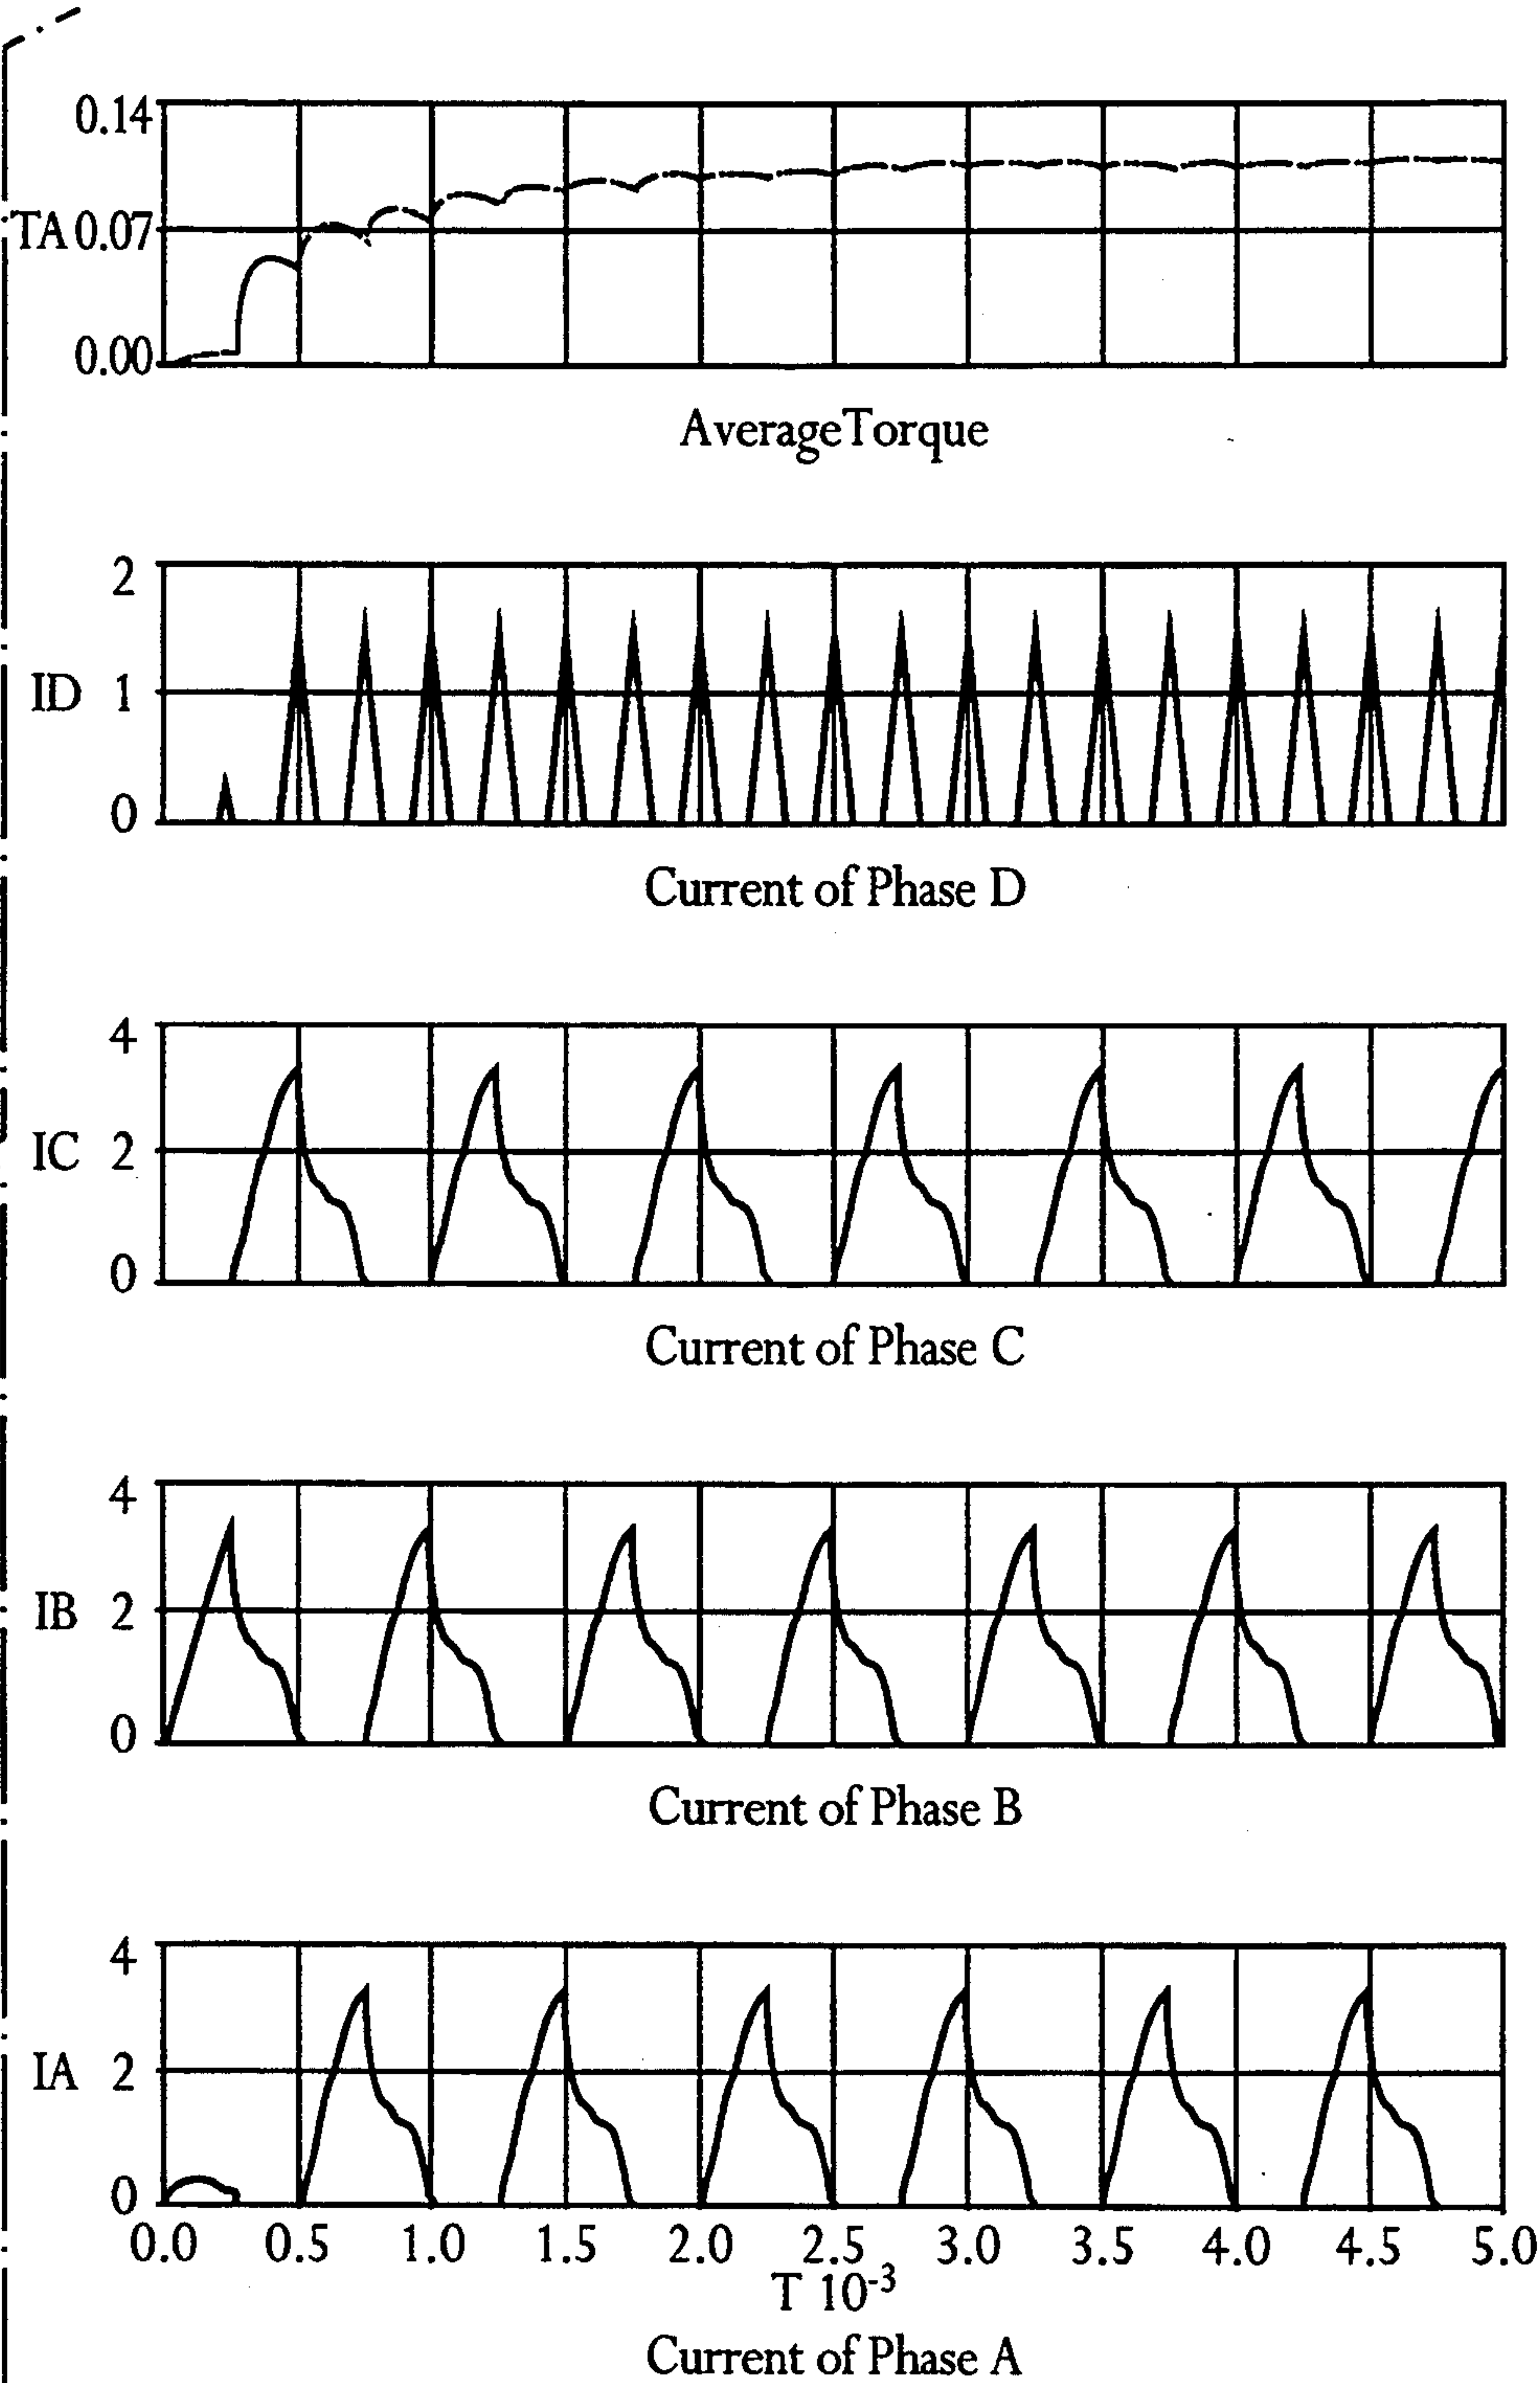 0.14
TA 0.07
0.00
AverageTorque
2
ID 1
0
Current of Phase D
4
IC 2
0
Current of Phase C
4
IB 2
0
Current of Phase B
4
IA 2
0
0.0 0.5 1.0 1.5 2.0 2.5 3.0 3.5 4.0 4.5 5.0
T 10⁻³
Current of Phase A